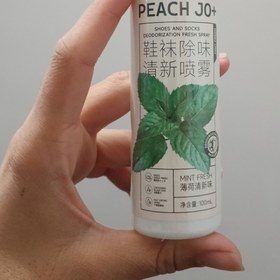 PEACH JO+
SHOES AND SOCKS
DEODORIZATION FRESH SPRAY
鞋袜除味
清新喷雾
MINT FRESH
薄荷清新味
净含量: 100mL